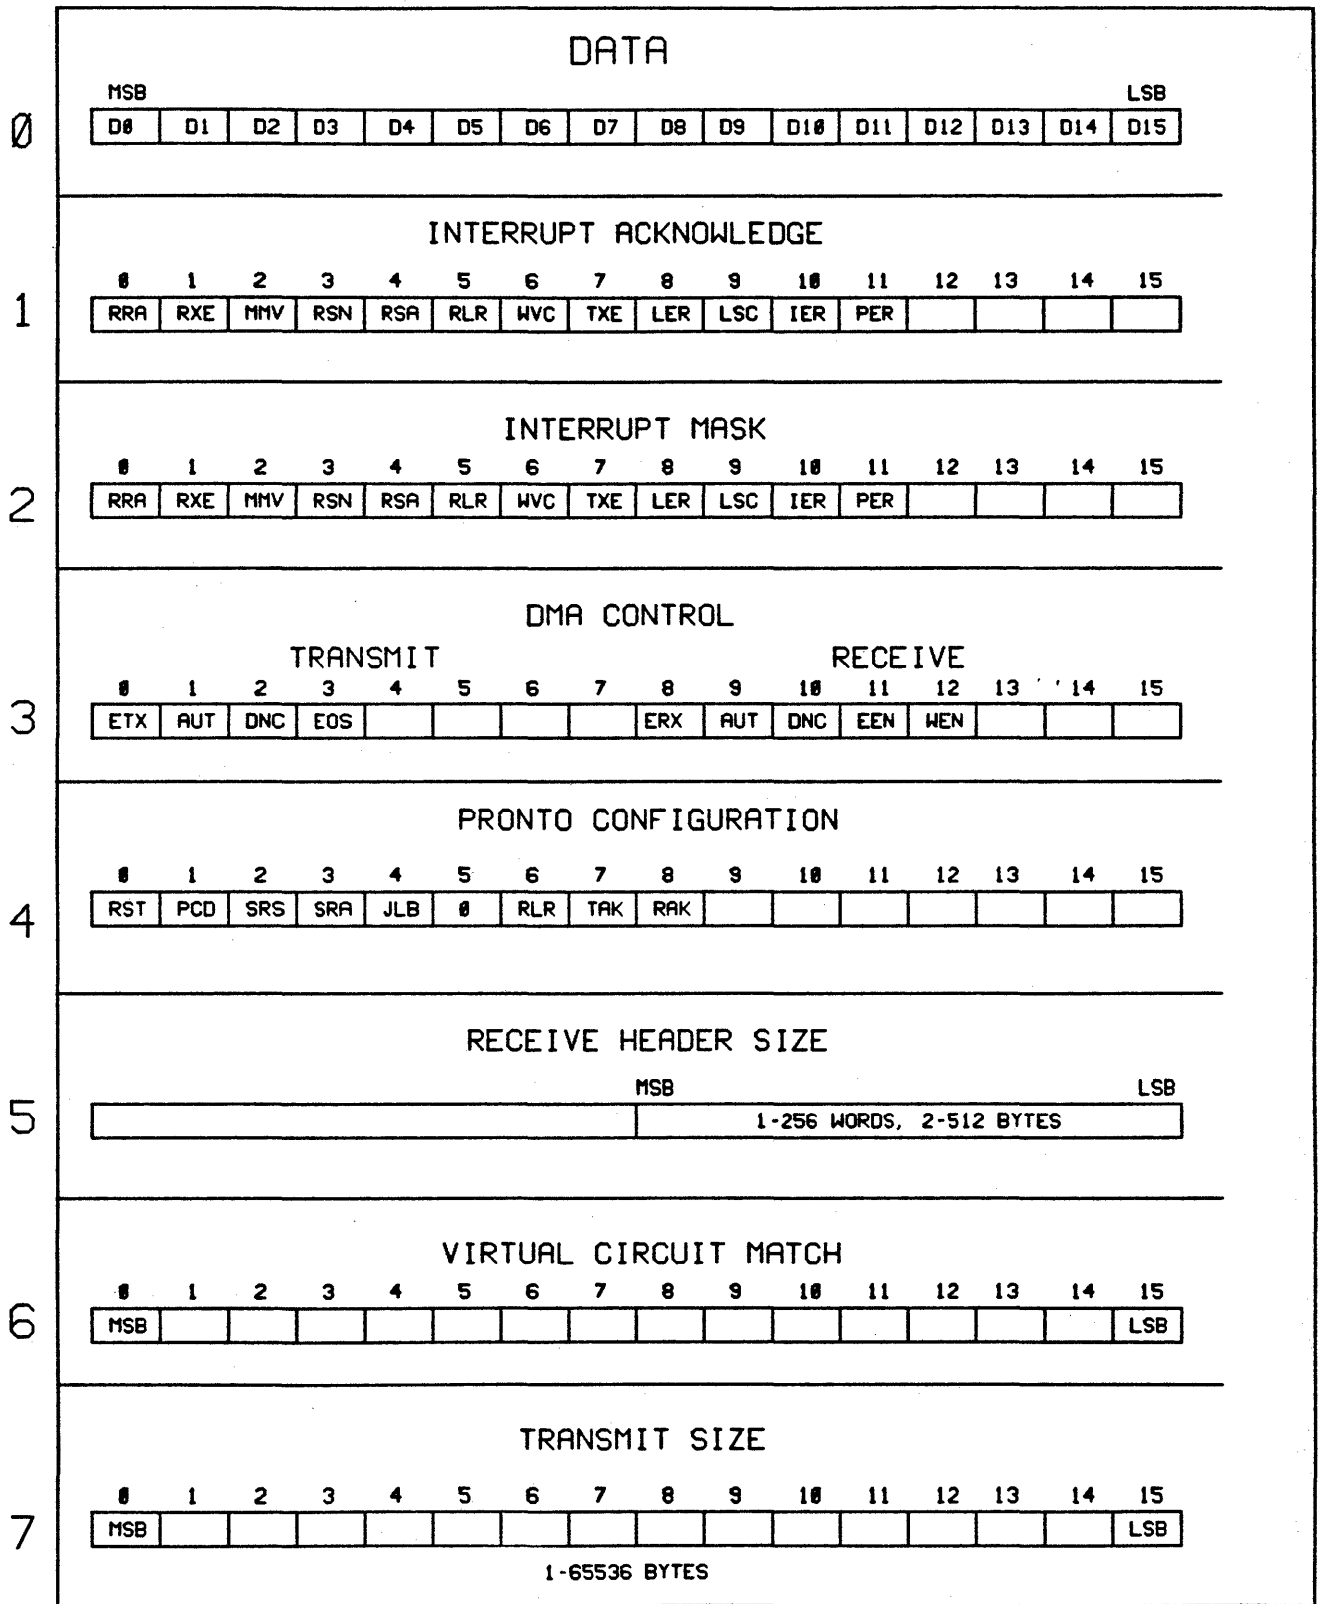 DATA
MSB LSB
0 D0 D1 D2 D3 D4 D5 D6 D7 D8 D9 D10 D11 D12 D13 D14 D15
INTERRUPT ACKNOWLEDGE
0 1 2 3 4 5 6 7 8 9 10 11 12 13 14 15
1 RRA RXE MMV RSN RSA RLR WVC TXE LER LSC IER PER
INTERRUPT MASK
0 1 2 3 4 5 6 7 8 9 10 11 12 13 14 15
2 RRA RXE MMV RSN RSA RLR WVC TXE LER LSC IER PER
DMA CONTROL
TRANSMIT RECEIVE
0 1 2 3 4 5 6 7 8 9 10 11 12 13 14 15
3 ETX AUT DNC EOS ERX AUT DNC EEN WEN
PRONTO CONFIGURATION
0 1 2 3 4 5 6 7 8 9 10 11 12 13 14 15
4 RST PCD SRS SRA JLB 0 RLR TAK RAK
RECEIVE HEADER SIZE
MSB LSB
5 1-256 WORDS, 2-512 BYTES
VIRTUAL CIRCUIT MATCH
0 1 2 3 4 5 6 7 8 9 10 11 12 13 14 15
6 MSB LSB
TRANSMIT SIZE
0 1 2 3 4 5 6 7 8 9 10 11 12 13 14 15
7 MSB LSB
1-65536 BYTES